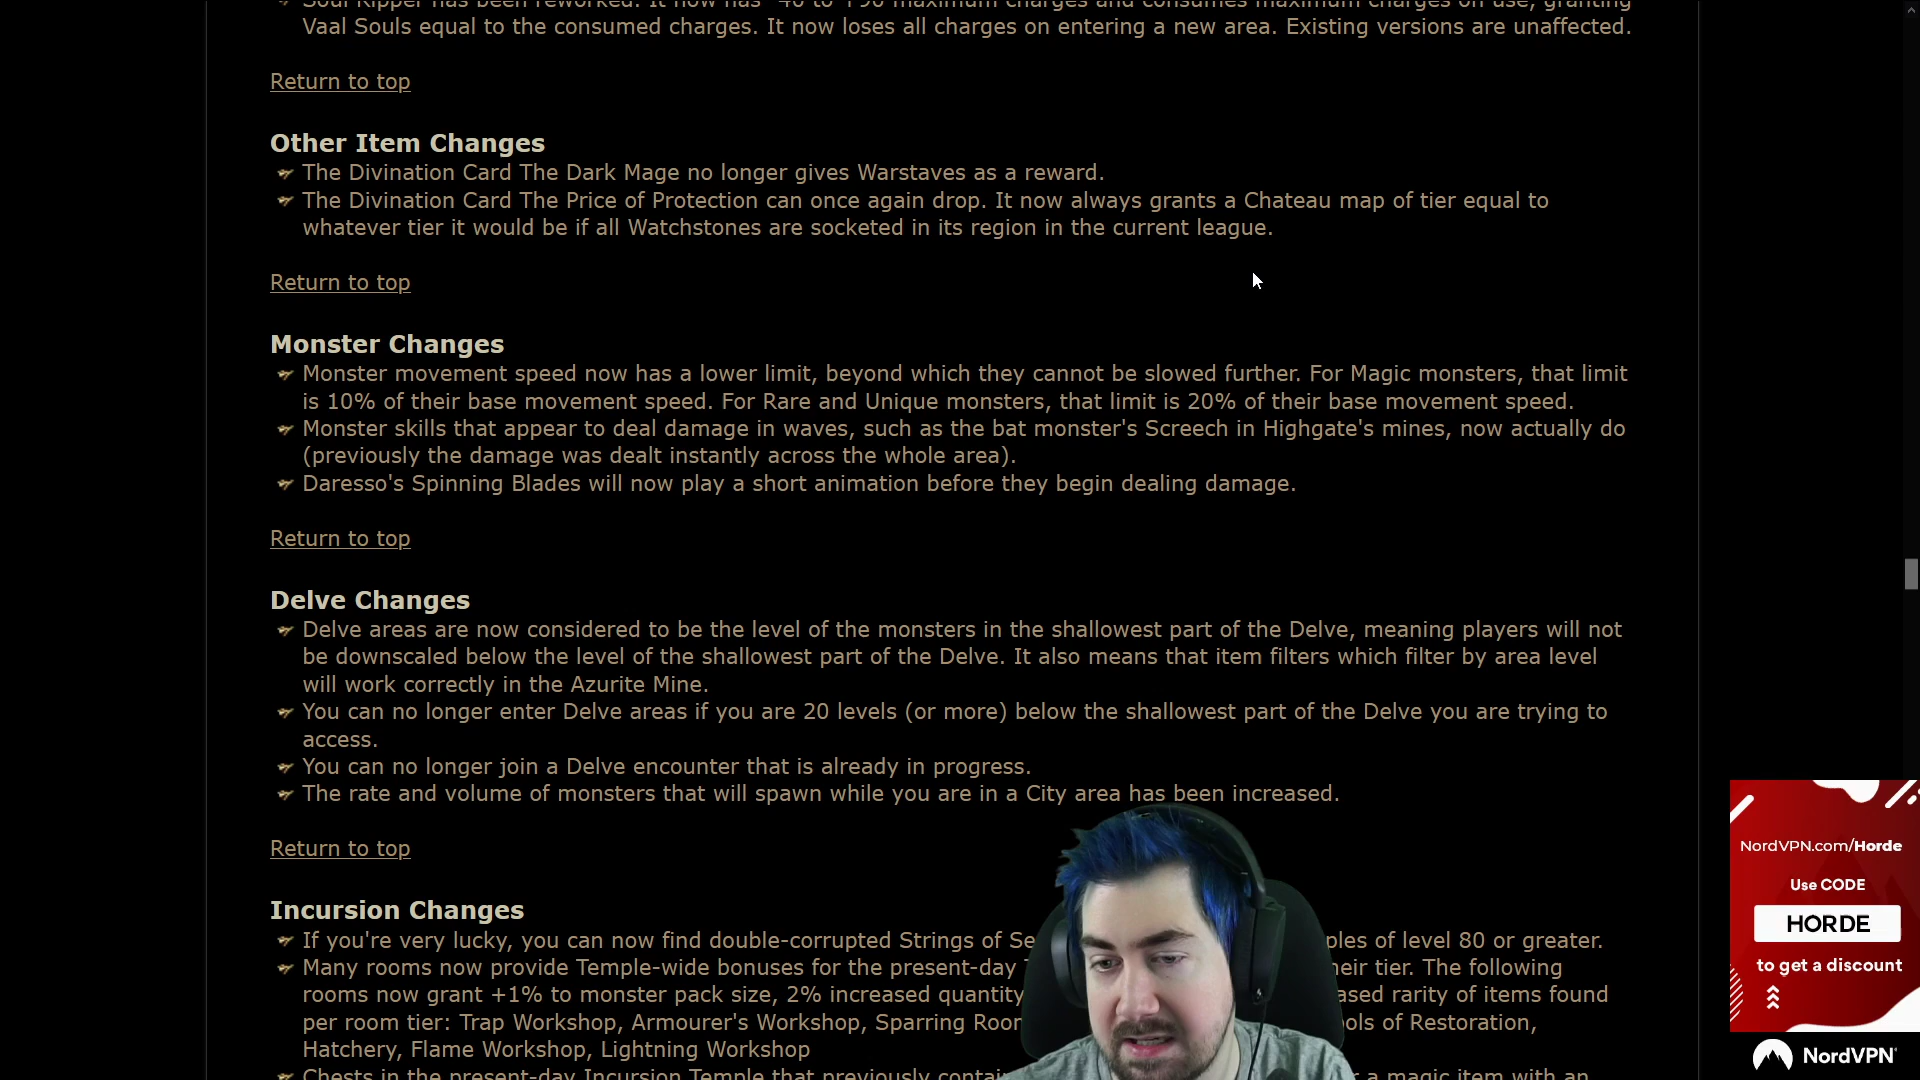 Soul Ripper has been reworked. It now has to maximum charges and consumes maximum charges on use, granting
Vaal Souls equal to the consumed charges. It now loses all charges on entering a new area. Existing versions are unaffected.
Return to top
Other Item Changes
The Divination Card The Dark Mage no longer gives Warstaves as a reward.
The Divination Card The Price of Protection can once again drop. It now always grants a Chateau map of tier equal to
whatever tier it would be if all Watchstones are socketed in its region in the current league.
Return to top
Monster Changes
Monster movement speed now has a lower limit, beyond which they cannot be slowed further. For Magic monsters, that limit
is 10% of their base movement speed. For Rare and Unique monsters, that limit is 20% of their base movement speed.
Monster skills that appear to deal damage in waves, such as the bat monster's Screech in Highgate's mines, now actually do
(previously the damage was dealt instantly across the whole area).
Daresso's Spinning Blades will now play a short animation before they begin dealing damage.
Return to top
Delve Changes
Delve areas are now considered to be the level of the monsters in the shallowest part of the Delve, meaning players will not
be downscaled below the level of the shallowest part of the Delve. It also means that item filters which filter by area level
will work correctly in the Azurite Mine.
You can no longer enter Delve areas if you are 20 levels (or more) below the shallowest part of the Delve you are trying to
access.
You can no longer join a Delve encounter that is already in progress.
The rate and volume of monsters that will spawn while you are in a City area has been increased.
Return to top
Incursion Changes
If you're very lucky, you can now find double-corrupted Strings of of level 80 or greater.
Many rooms now provide Temple-wide bonuses for the present-day tier. The following
rooms now grant +1% to monster pack size, 2% increased quantity rarity of items found
per room tier: Trap Workshop, Armourer's Workshop, Sparring of Restoration,
Hatchery, Flame Workshop, Lightning Workshop
Chests in the present-day Incursion Temple that previously a magic item with an
NordVPN.com/Horde
Use CODE
HORDE
to get a discount
NordVPN